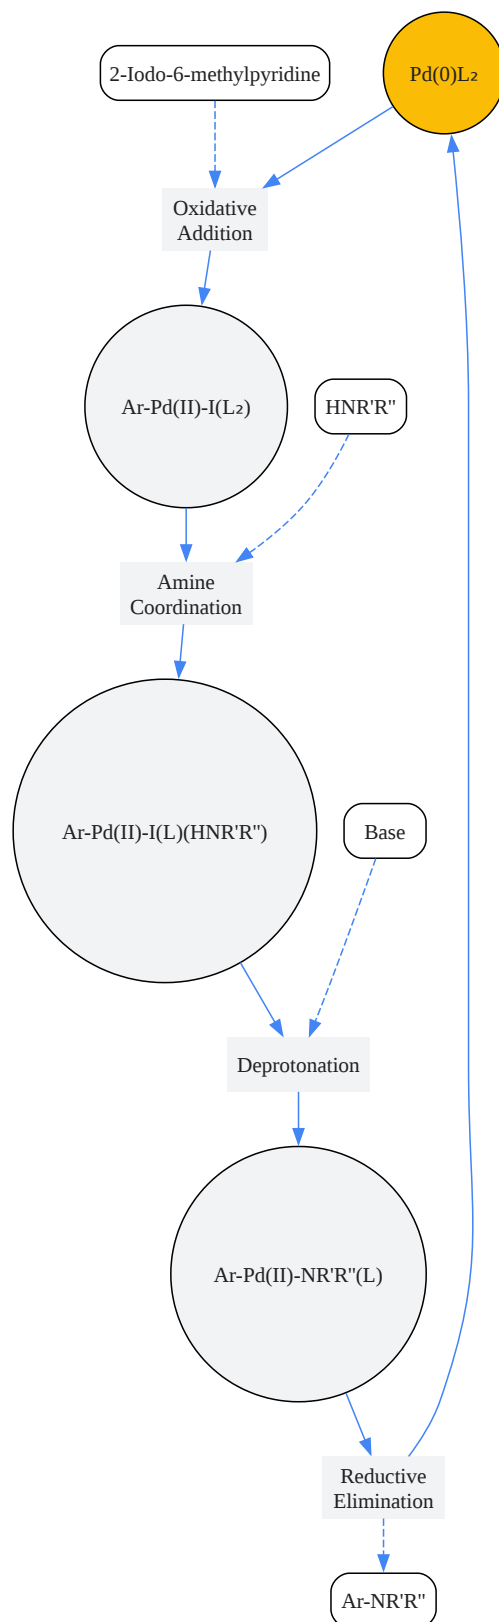 2-Iodo-6-methylpyridine
Pd(0)L₂
Oxidative
Addition
Ar-Pd(II)-I(L₂)
HNR'R"
Amine
Coordination
Ar-Pd(II)-I(L)(HNR'R")
Base
Deprotonation
Ar-Pd(II)-NR'R"(L)
Reductive
Elimination
Ar-NR'R"